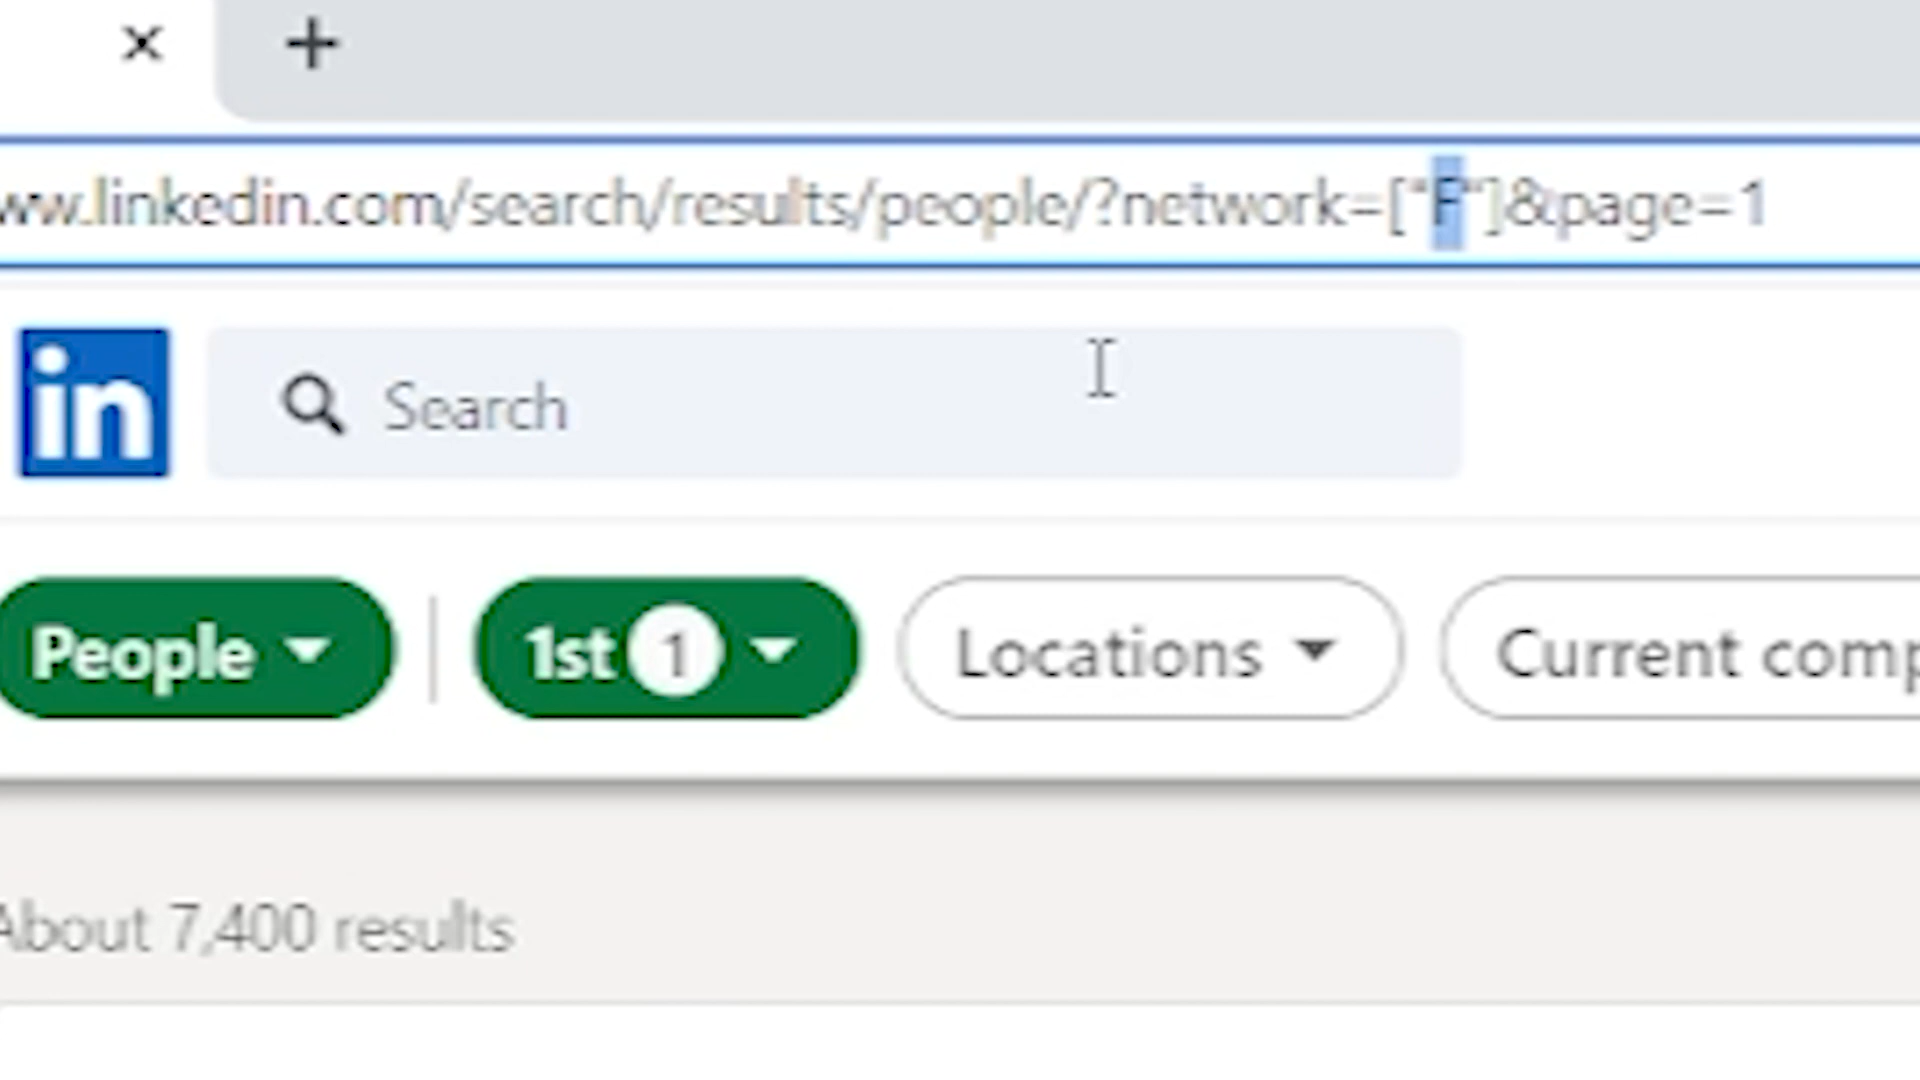 ww.linkedin.com/search/results/people/?network=["F"]&page=1
in Search
People 1st 1 Locations Current comp
About 7,400 results